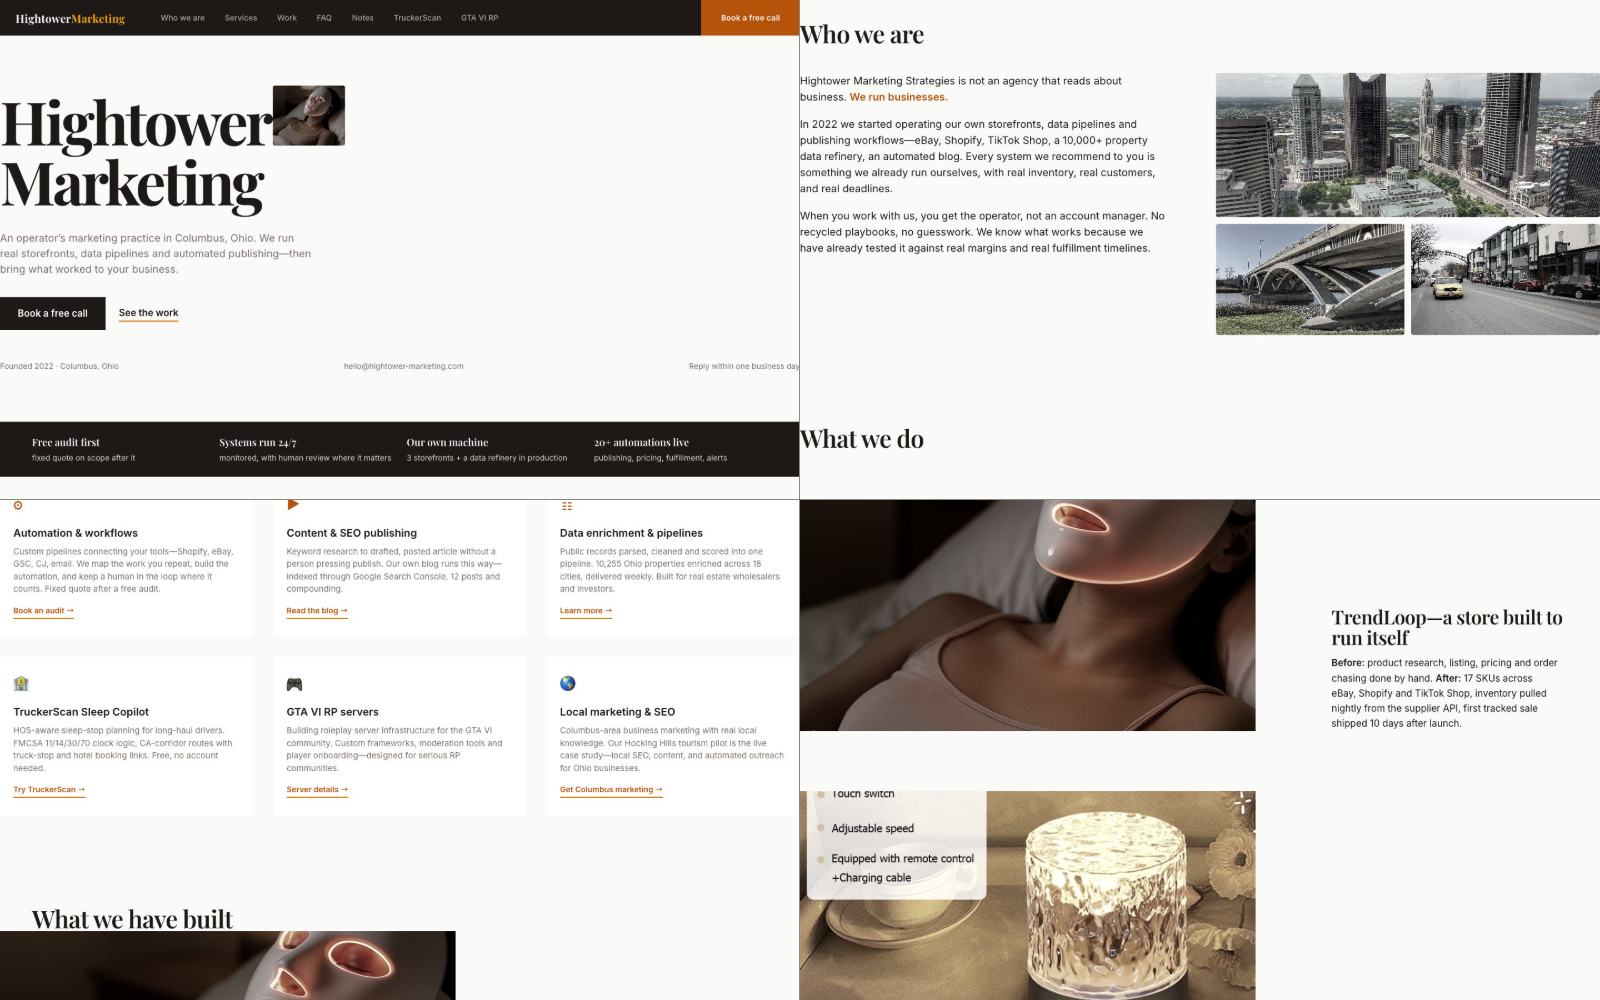 HightowerMarketing
Who we are
Services
Work
FAQ
Notes
TruckerScan
GTA VI RP
Book a free call
Hightower
Marketing
An operator’s marketing practice in Columbus, Ohio. We run
real storefronts, data pipelines and automated publishing—then
bring what worked to your business.
Book a free call
See the work
Founded 2022 · Columbus, Ohio
hello@hightower-marketing.com
Reply within one business day
Free audit first
fixed quote on scope after it
Systems run 24/7
monitored, with human review where it matters
Our own machine
3 storefronts + a data refinery in production
20+ automations live
publishing, pricing, fulfillment, alerts
Who we are
Hightower Marketing Strategies is not an agency that reads about
business. We run businesses.
In 2022 we started operating our own storefronts, data pipelines and
publishing workflows—eBay, Shopify, TikTok Shop, a 10,000+ property
data refinery, an automated blog. Every system we recommend to you is
something we already run ourselves, with real inventory, real customers,
and real deadlines.
When you work with us, you get the operator, not an account manager. No
recycled playbooks, no guesswork. We know what works because we
have already tested it against real margins and real fulfillment timelines.
What we do
Automation & workflows
Custom pipelines connecting your tools—Shopify, eBay,
GSC, CJ, email. We map the work you repeat, build the
automation, and keep a human in the loop where it
counts. Fixed quote after a free audit.
Book an audit →
Content & SEO publishing
Keyword research to drafted, posted article without a
person pressing publish. Our own blog runs this way—
indexed through Google Search Console, 12 posts and
compounding.
Read the blog →
Data enrichment & pipelines
Public records parsed, cleaned and scored into one
pipeline. 10,255 Ohio properties enriched across 18
cities, delivered weekly. Built for real estate wholesalers
and investors.
Learn more →
TruckerScan Sleep Copilot
HOS-aware sleep-stop planning for long-haul drivers.
FMCSA 11/14/30/70 clock logic, CA-corridor routes with
truck-stop and hotel booking links. Free, no account
needed.
Try TruckerScan →
GTA VI RP servers
Building roleplay server infrastructure for the GTA VI
community. Custom frameworks, moderation tools and
player onboarding—designed for serious RP
communities.
Server details →
Local marketing & SEO
Columbus-area business marketing with real local
knowledge. Our Hocking Hills tourism pilot is the live
case study—local SEO, content, and automated outreach
for Ohio businesses.
Get Columbus marketing →
What we have built
TrendLoop—a store built to
run itself
Before: product research, listing, pricing and order
chasing done by hand. After: 17 SKUs across
eBay, Shopify and TikTok Shop, inventory pulled
nightly from the supplier API, first tracked sale
shipped 10 days after launch.
Touch switch
Adjustable speed
Equipped with remote control
+Charging cable